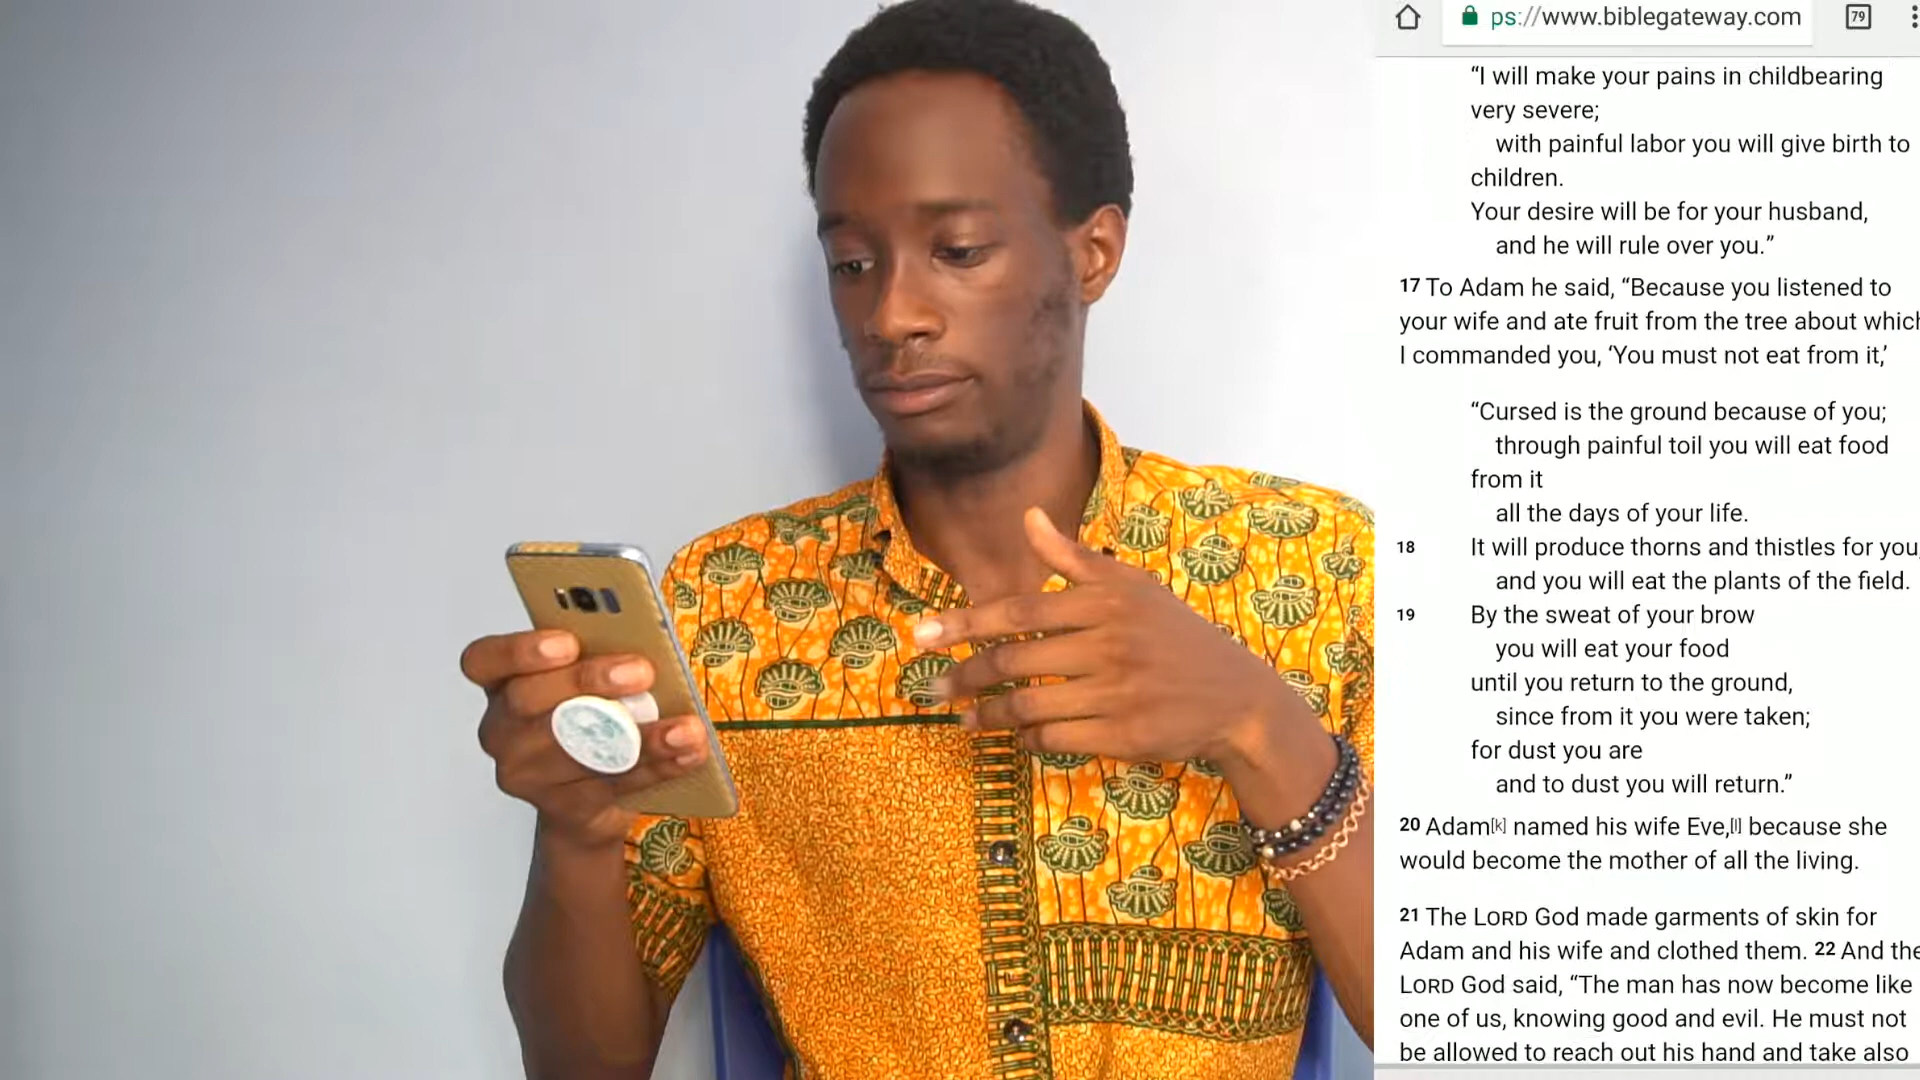 ps://www.biblegateway.com
79
“I will make your pains in childbearing
very severe;
with painful labor you will give birth to
children.
Your desire will be for your husband,
and he will rule over you.”
17 To Adam he said, “Because you listened to
your wife and ate fruit from the tree about which
I commanded you, ‘You must not eat from it,’
“Cursed is the ground because of you;
through painful toil you will eat food
from it
all the days of your life.
18 It will produce thorns and thistles for you,
and you will eat the plants of the field.
19 By the sweat of your brow
you will eat your food
until you return to the ground,
since from it you were taken;
for dust you are
and to dust you will return.”
20 Adam[k] named his wife Eve,[l] because she
would become the mother of all the living.
21 The LORD God made garments of skin for
Adam and his wife and clothed them. 22 And the
LORD God said, “The man has now become like
one of us, knowing good and evil. He must not
be allowed to reach out his hand and take also